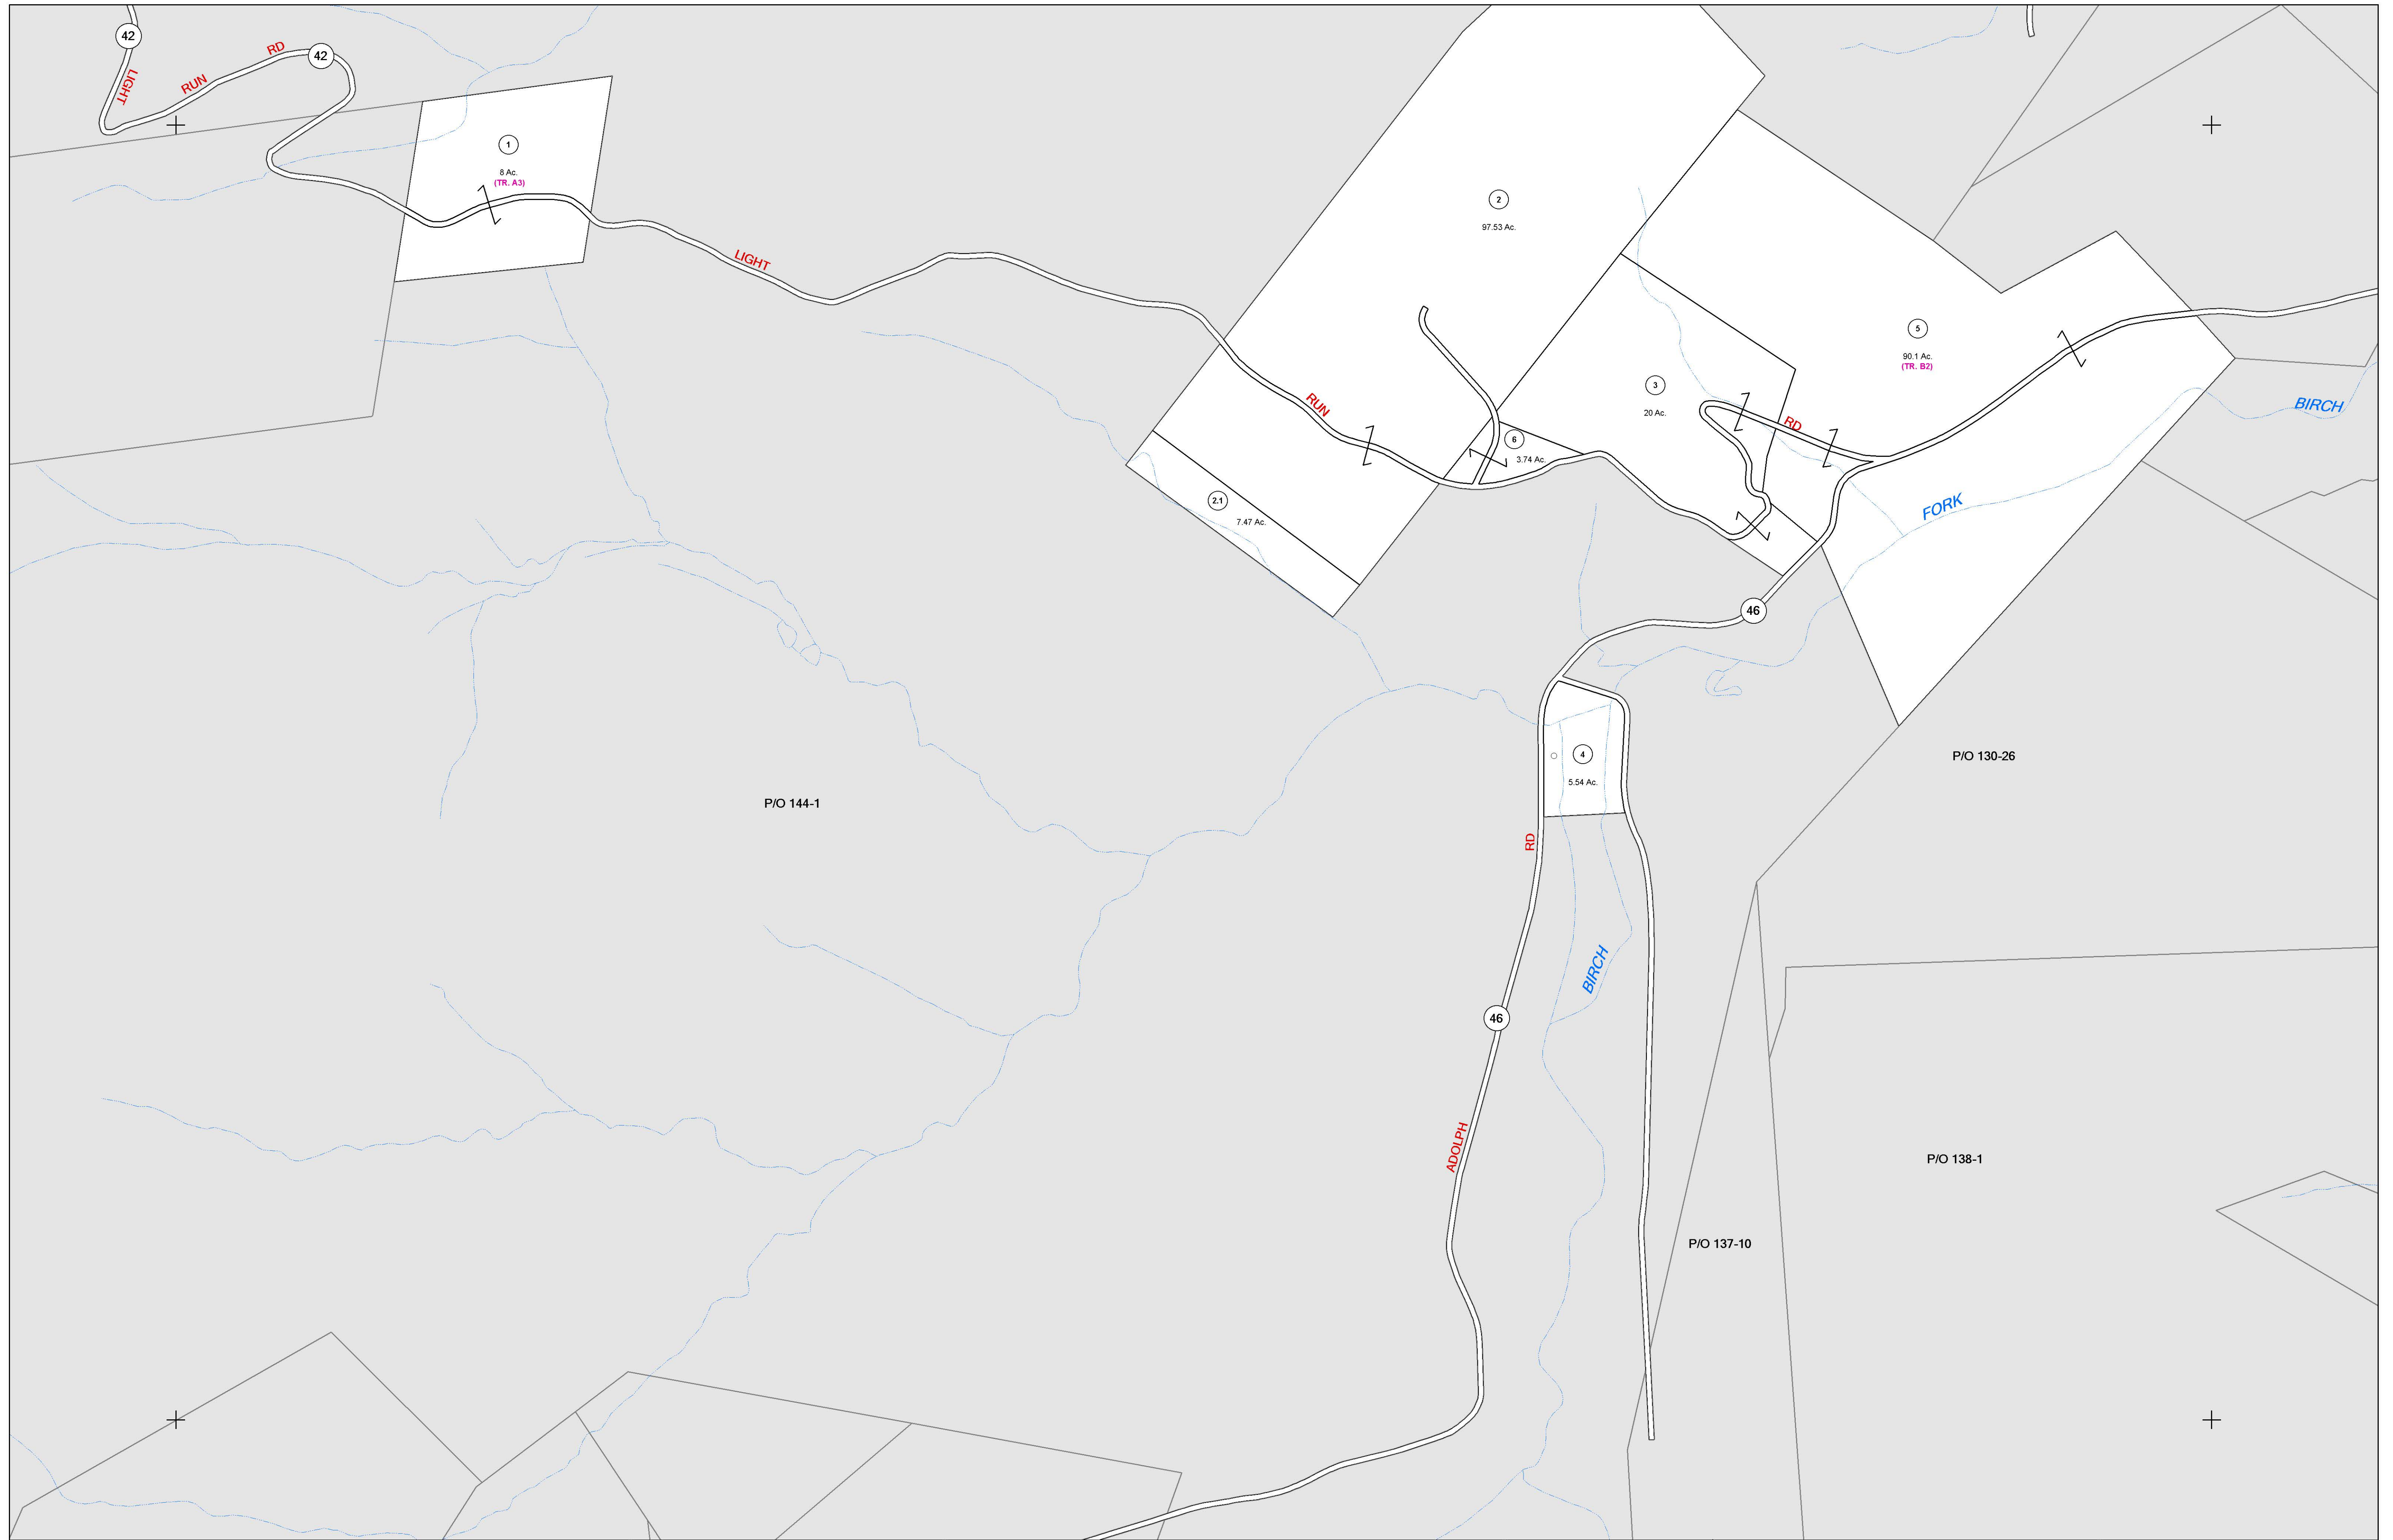 42
LIGHT
RUN
RD
42
1
8 Ac.
(TR. A3)
LIGHT
2
97.53 Ac.
RUN
5
90.1 Ac.
(TR. B2)
3
20 Ac.
RD
BIRCH
6
3.74 Ac.
2.1
7.47 Ac.
FORK
46
4
5.54 Ac.
P/O 130-26
P/O 144-1
RD
BIRCH
46
ADOLPH
P/O 138-1
P/O 137-10